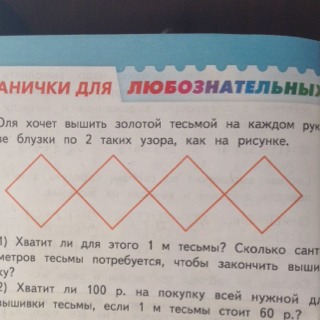 АНИЧКИ ДЛЯ ЛЮБОЗНАТЕЛЬНЫХ
Оля хочет вышить золотой тесьмой на каждом рук
ве блузки по 2 таких узора, как на рисунке.
1) Хватит ли для этого 1 м тесьмы? Сколько сант
метров тесьмы потребуется, чтобы закончить выши
ку?
2) Хватит ли 100 р. на покупку всей нужной дл
вышивки тесьмы, если 1 м тесьмы стоит 60 р.?